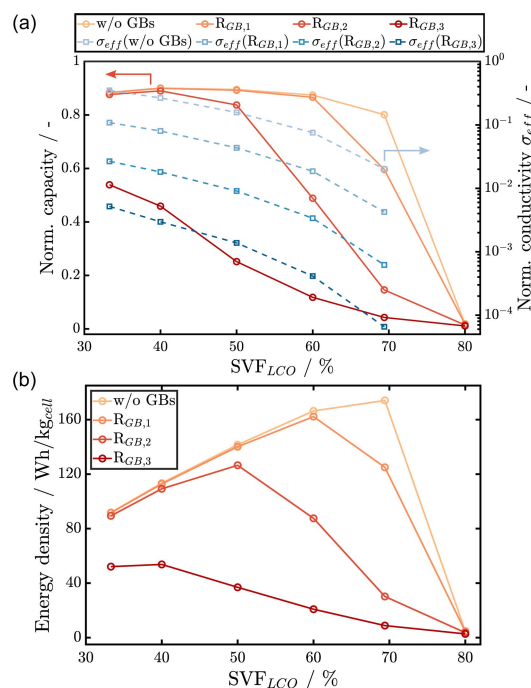 (a)
w/o GBs R_{GB,1} R_{GB,2} R_{GB,3}
σ_{eff}(w/o GBs) σ_{eff}(R_{GB,1}) σ_{eff}(R_{GB,2}) σ_{eff}(R_{GB,3})
Norm. capacity / -
1
0.8
0.6
0.4
0.2
0
10^0
10^{-1}
10^{-2}
10^{-3}
10^{-4}
Norm. conductivity σ_{eff} / -
30 40 50 60 70 80
SVF_{LCO} / %
(b)
w/o GBs
R_{GB,1}
R_{GB,2}
R_{GB,3}
Energy density / Wh/kg_{cell}
160
120
80
40
0
30 40 50 60 70 80
SVF_{LCO} / %